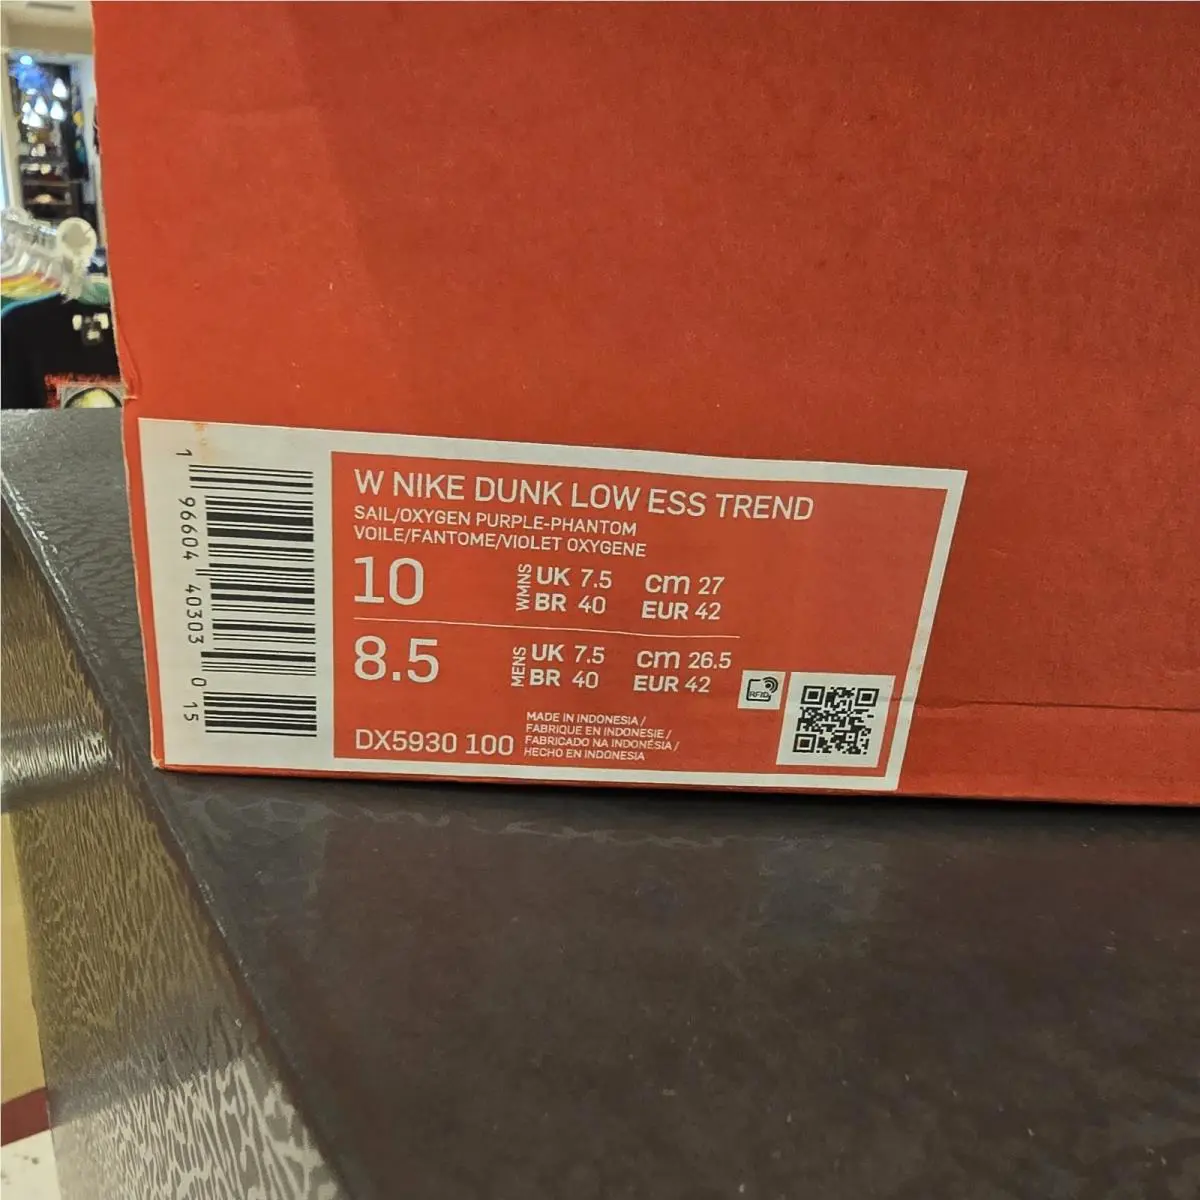 W NIKE DUNK LOW ESS TREND
SAIL/OXYGEN PURPLE-PHANTOM
VOILE/FANTOME/VIOLET OXYGENE
10 WMNS UK 7.5 cm 27
BR 40 EUR 42
8.5 MENS UK 7.5 cm 26.5
BR 40 EUR 42
RFID
DX5930 100
MADE IN INDONESIA /
FABRIQUE EN INDONESIE /
FABRICADO NA INDONÉSIA /
HECHO EN INDONESIA
1 96604 40303 0 15